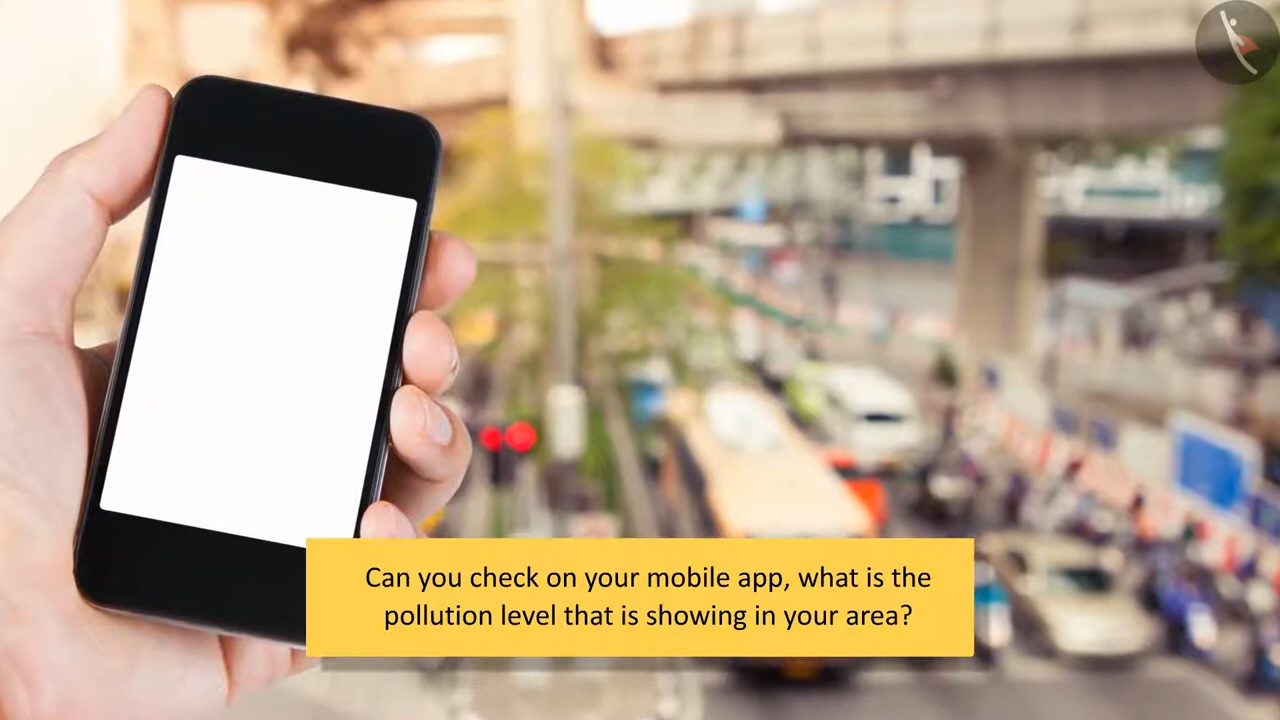 Can you check on your mobile app, what is the
pollution level that is showing in your area?